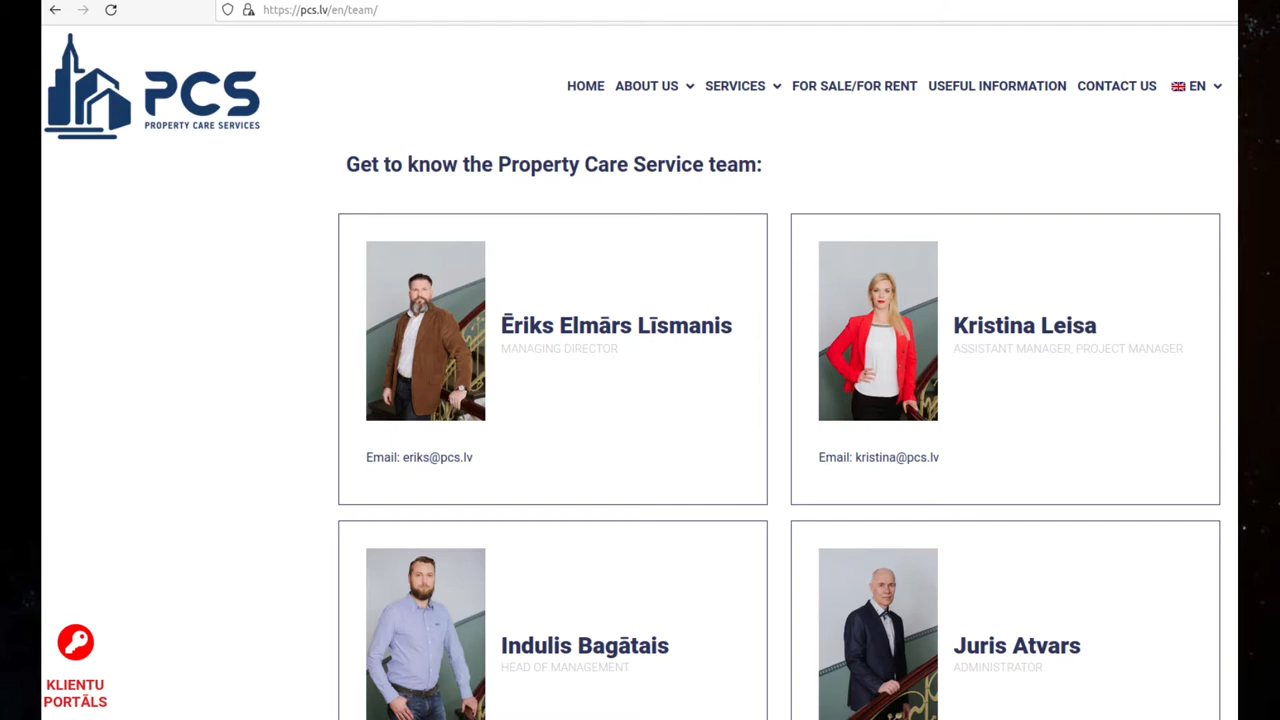 https://pcs.lv/en/team/
PCS
PROPERTY CARE SERVICES
HOME ABOUT US SERVICES FOR SALE/FOR RENT USEFUL INFORMATION CONTACT US EN
Get to know the Property Care Service team:
Ēriks Elmārs Līsmanis
MANAGING DIRECTOR
Email: eriks@pcs.lv
Kristina Leisa
ASSISTANT MANAGER, PROJECT MANAGER
Email: kristina@pcs.lv
Indulis Bagātais
HEAD OF MANAGEMENT
Juris Atvars
ADMINISTRATOR
KLIENTU
PORTĀLS